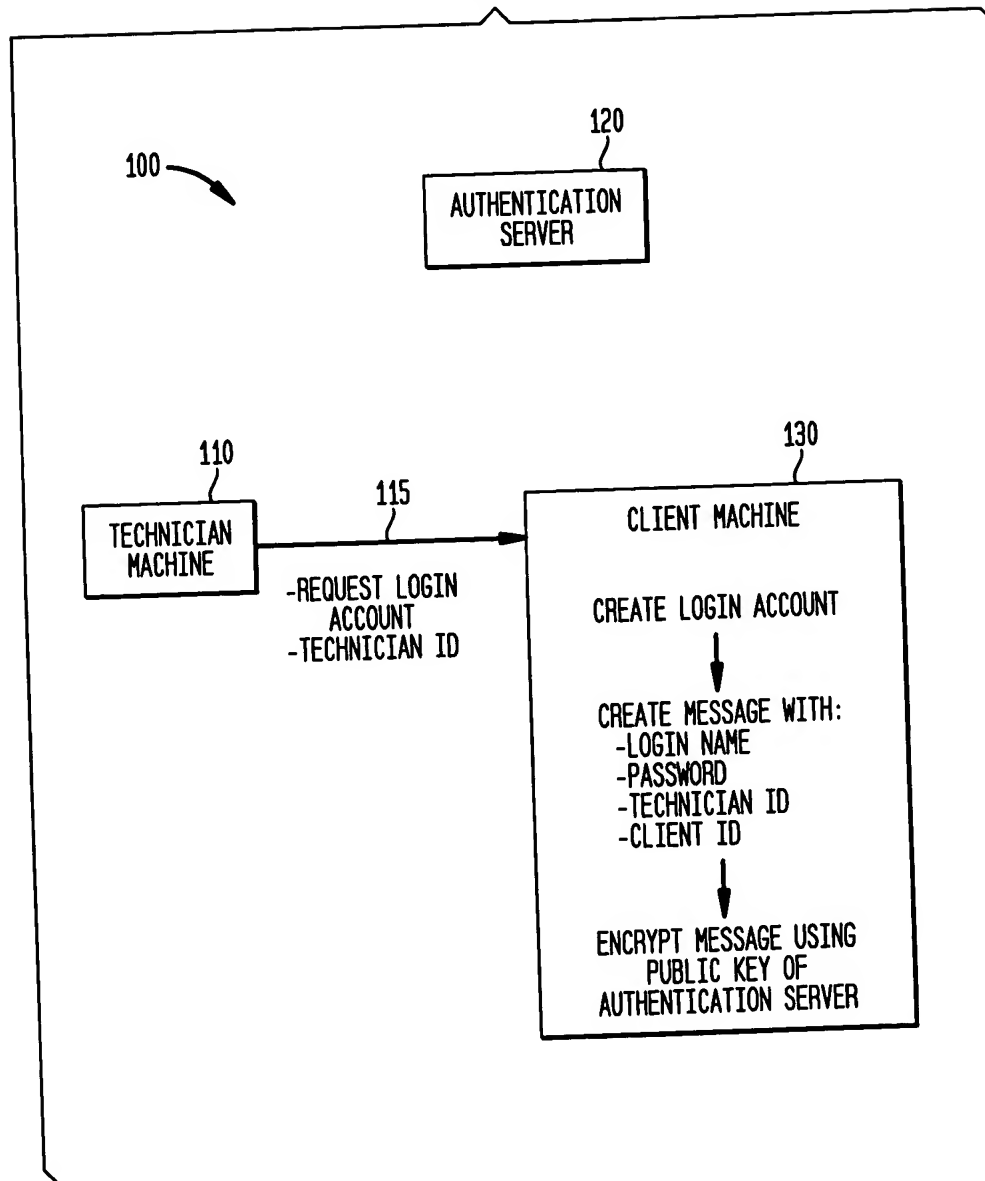 100
120
AUTHENTICATION
SERVER
110
TECHNICIAN
MACHINE
115
-REQUEST LOGIN
ACCOUNT
-TECHNICIAN ID
130
CLIENT MACHINE
CREATE LOGIN ACCOUNT
CREATE MESSAGE WITH:
-LOGIN NAME
-PASSWORD
-TECHNICIAN ID
-CLIENT ID
ENCRYPT MESSAGE USING
PUBLIC KEY OF
AUTHENTICATION SERVER